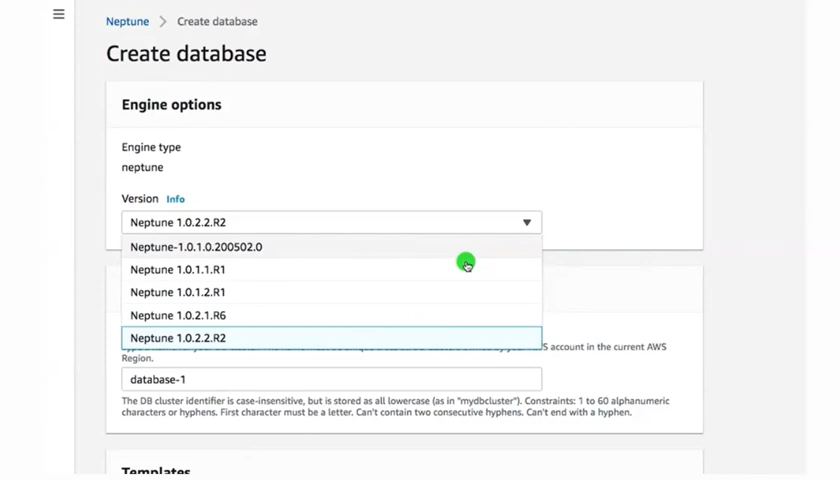 Neptune > Create database
Create database
Engine options
Engine type
neptune
Version Info
Neptune 1.0.2.2.R2
Neptune-1.0.1.0.200502.0
Neptune 1.0.1.1.R1
Neptune 1.0.1.2.R1
Neptune 1.0.2.1.R6
Neptune 1.0.2.2.R2
AWS account in the current AWS
Region.
database-1
The DB cluster identifier is case-insensitive, but is stored as all lowercase (as in "mydbcluster"). Constraints: 1 to 60 alphanumeric
characters or hyphens. First character must be a letter. Can't contain two consecutive hyphens. Can't end with a hyphen.
Templates